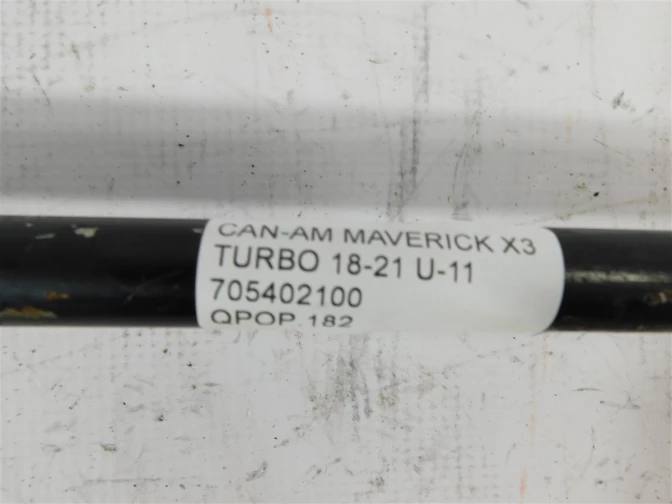 CAN-AM MAVERICK X3
TURBO 18-21 U-11
705402100
QPOP 182